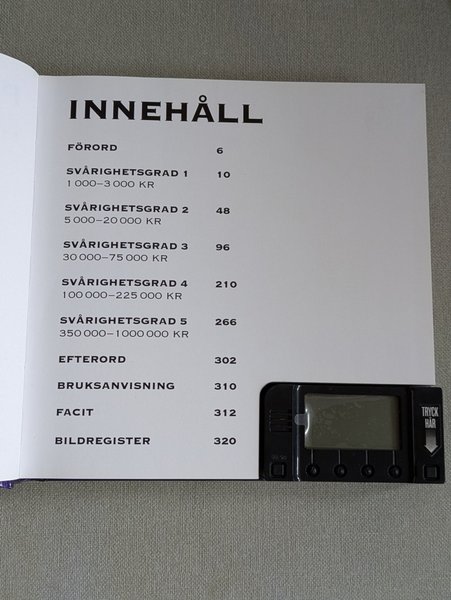 INNEHÅLL
FÖRORD 6
SVÅRIGHETSGRAD 1 10
1 000–3 000 KR
SVÅRIGHETSGRAD 2 48
5 000–20 000 KR
SVÅRIGHETSGRAD 3 96
30 000–75 000 KR
SVÅRIGHETSGRAD 4 210
100 000–225 000 KR
SVÅRIGHETSGRAD 5 266
350 000–1 000 000 KR
EFTERORD 302
BRUKSANVISNING 310
FACIT 312
BILDREGISTER 320
TRYCK
HÄR